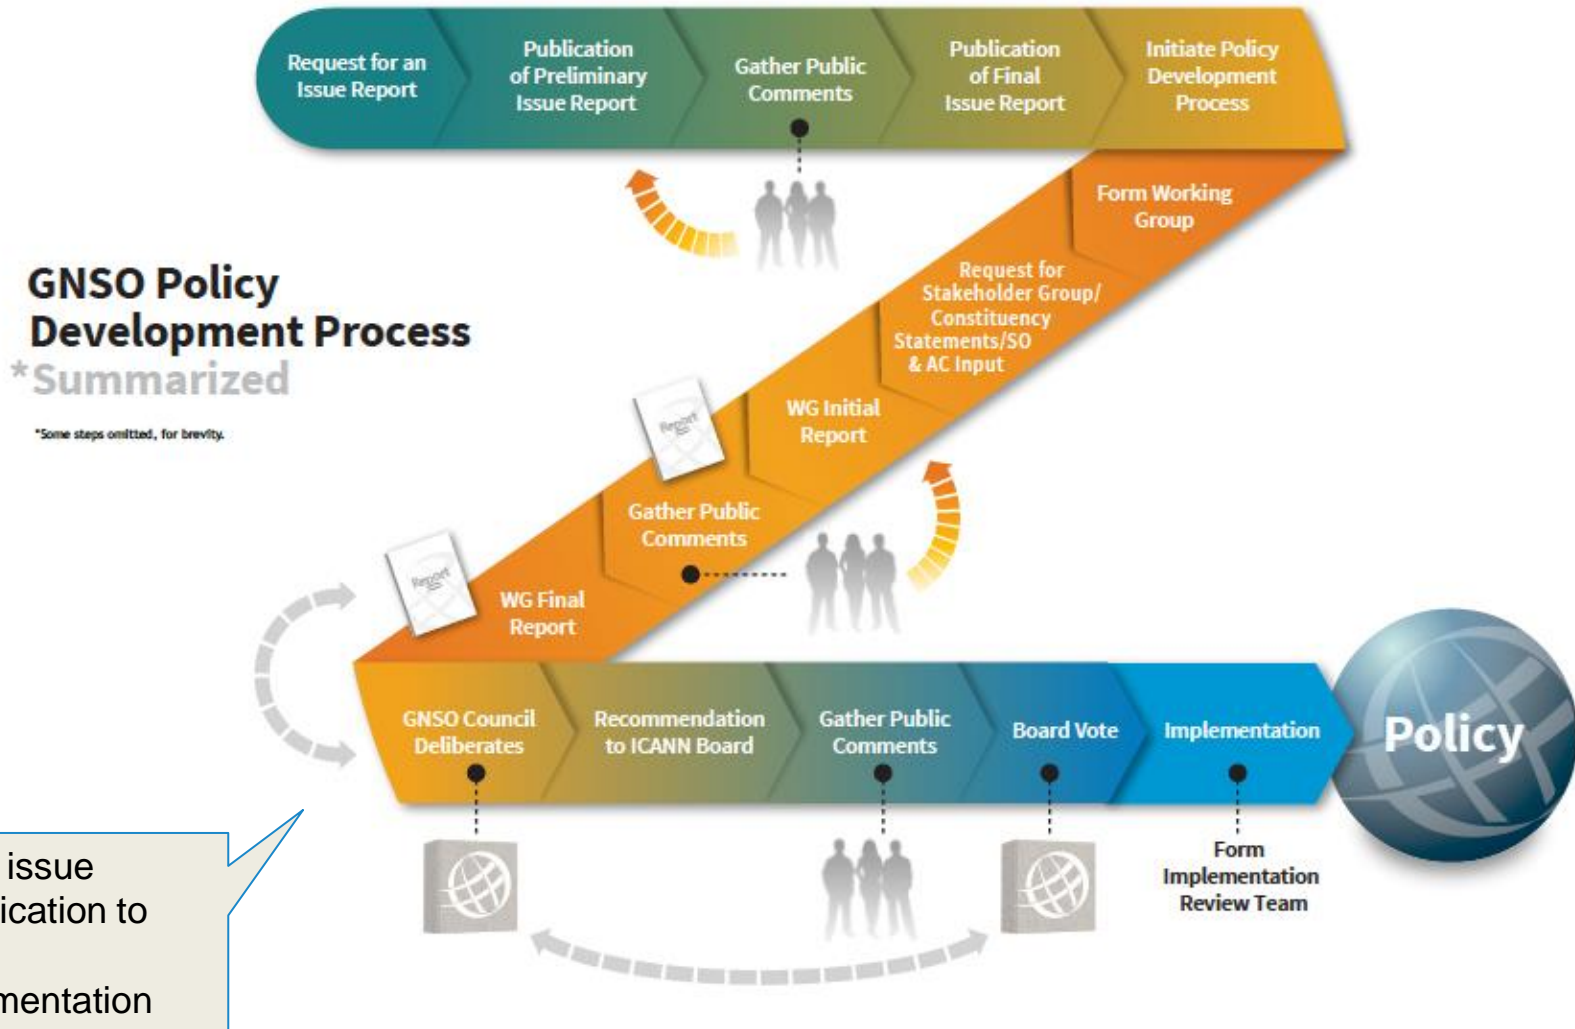 Request for an
Issue Report
Publication
of Preliminary
Issue Report
Gather Public
Comments
Publication
of Final
Issue Report
Initiate Policy
Development
Process
Form Working
Group
GNSO Policy
Development Process
*Summarized
*Some steps omitted, for brevity.
Request for
Stakeholder Group/
Constituency
Statements/SO
& AC Input
WG Initial
Report
Report
Gather Public
Comments
Report
WG Final
Report
GNSO Council
Deliberates
Recommendation
to ICANN Board
Gather Public
Comments
Board Vote
Implementation
Policy
Form
Implementation
Review Team
issue
ication to
mentation